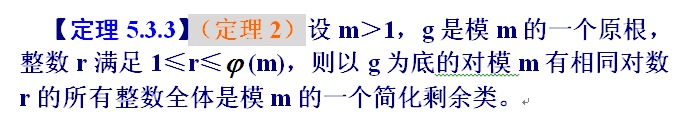 【定理 5.3.3】（定理 2）设 m＞1，g 是模 m 的一个原根，
整数 r 满足 1≤r≤φ(m)，则以 g 为底的对模 m 有相同对数
r 的所有整数全体是模 m 的一个简化剩余类。